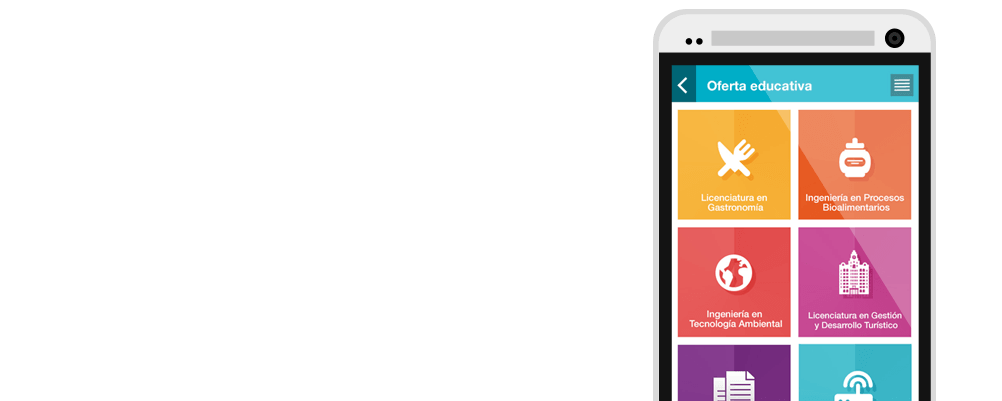 Oferta educativa
Licenciatura en
Gastronomía
Ingeniería en Procesos
Bioalimentarios
Ingeniería en
Tecnología Ambiental
Licenciatura en Gestión
y Desarrollo Turístico